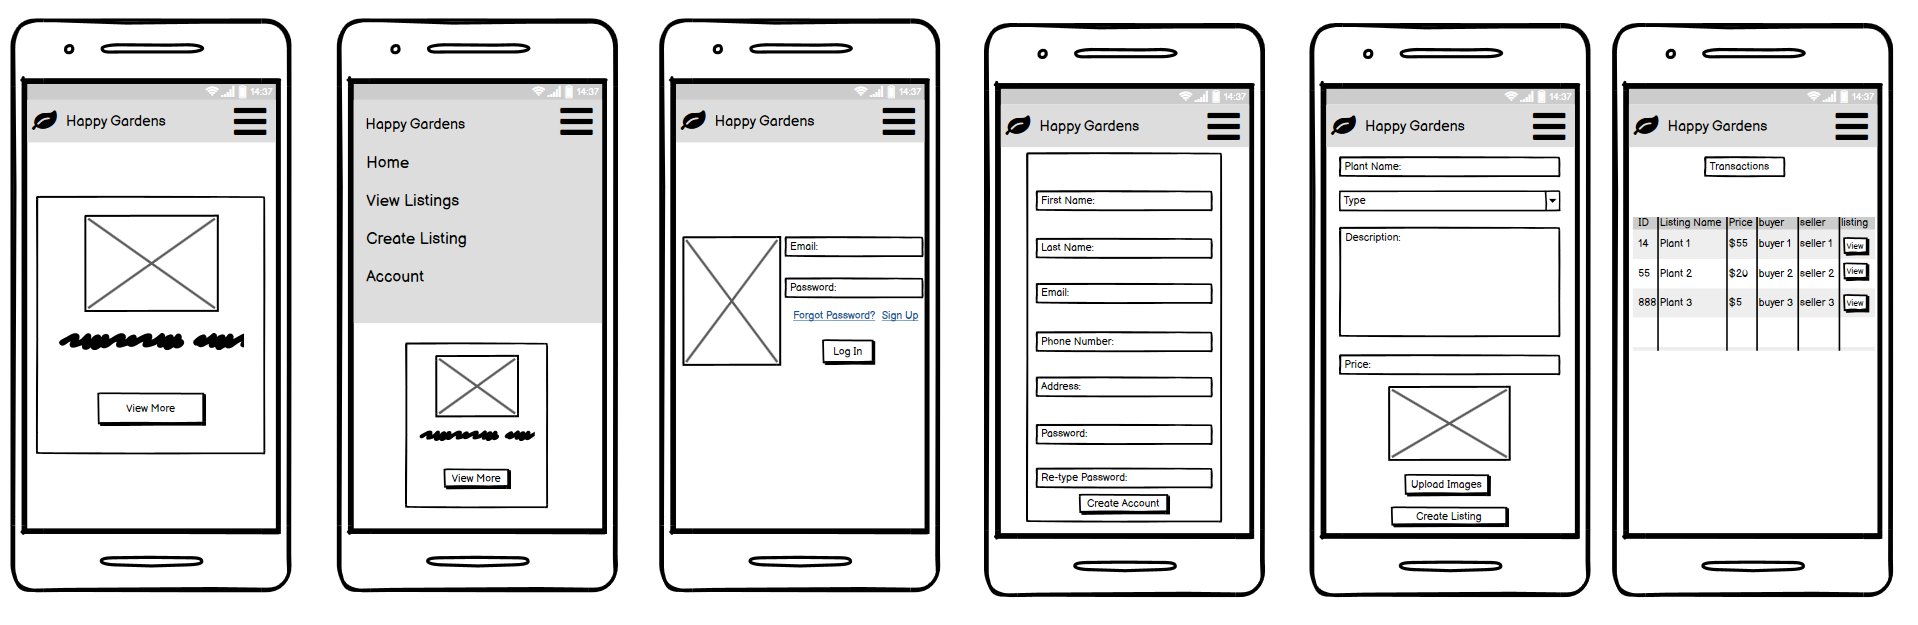 14:37
Happy Gardens
View More
14:37
Happy Gardens
Home
View Listings
Create Listing
Account
View More
14:37
Happy Gardens
Email:
Password:
Forgot Password? Sign Up
Log In
14:37
Happy Gardens
First Name:
Last Name:
Email:
Phone Number:
Address:
Password:
Re-type Password:
Create Account
14:37
Happy Gardens
Plant Name:
Type
Description:
Price:
Upload Images
Create Listing
14:37
Happy Gardens
Transactions
ID Listing Name Price buyer seller listing
14 Plant 1 $55 buyer 1 seller 1 View
55 Plant 2 $20 buyer 2 seller 2 View
888 Plant 3 $5 buyer 3 seller 3 View